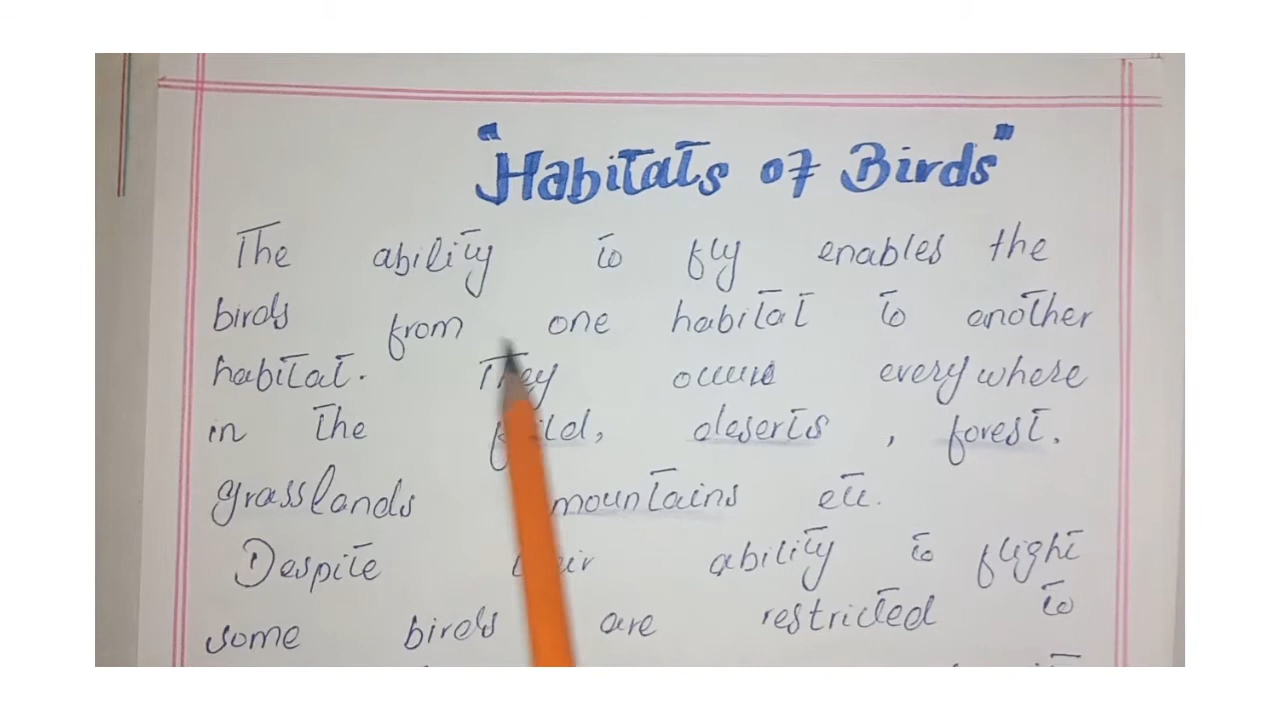 "Habitats of Birds"
The ability to fly enables the
birds from one habitat to another
habitat. They everywhere
in the deserts, forest.
grasslands mountains etc.
Despite their ability to flight
some birds are restricted to